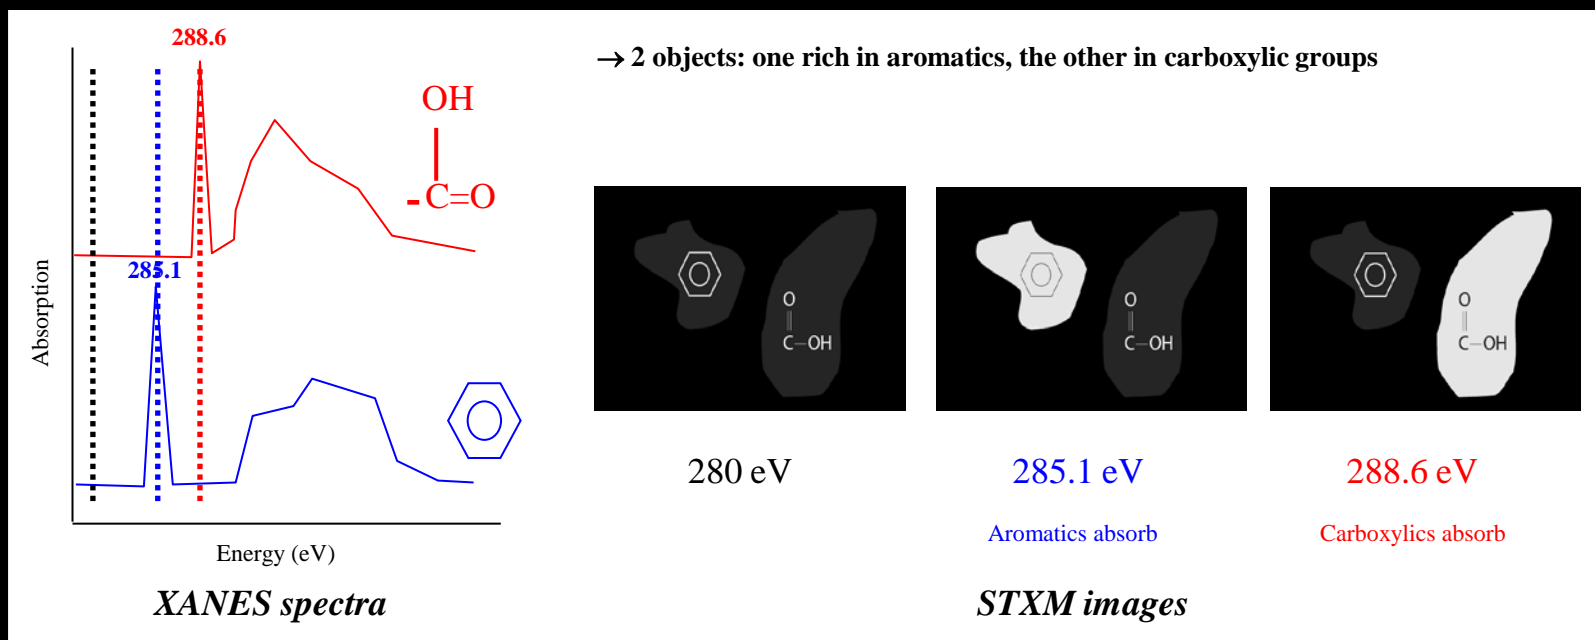 288.6
→ 2 objects: one rich in aromatics, the other in carboxylic groups
OH
-C=O
285.1
Absorption
Energy (eV)
XANES spectra
O
C–OH
O
C–OH
O
C–OH
280 eV
285.1 eV
288.6 eV
Aromatics absorb
Carboxylics absorb
STXM images